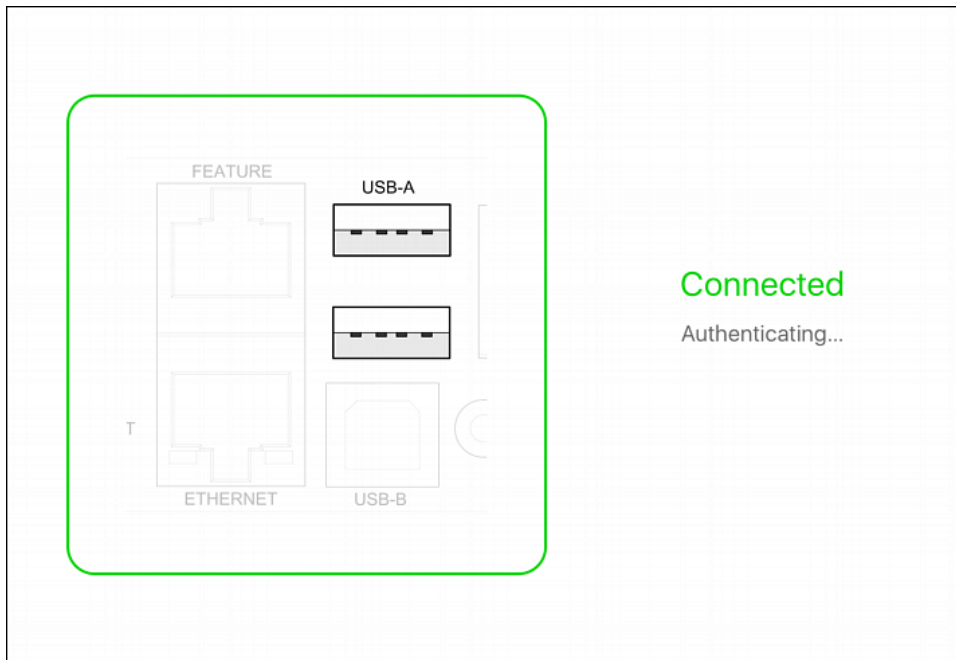 FEATURE
USB-A
T
ETHERNET
USB-B
Connected
Authenticating...